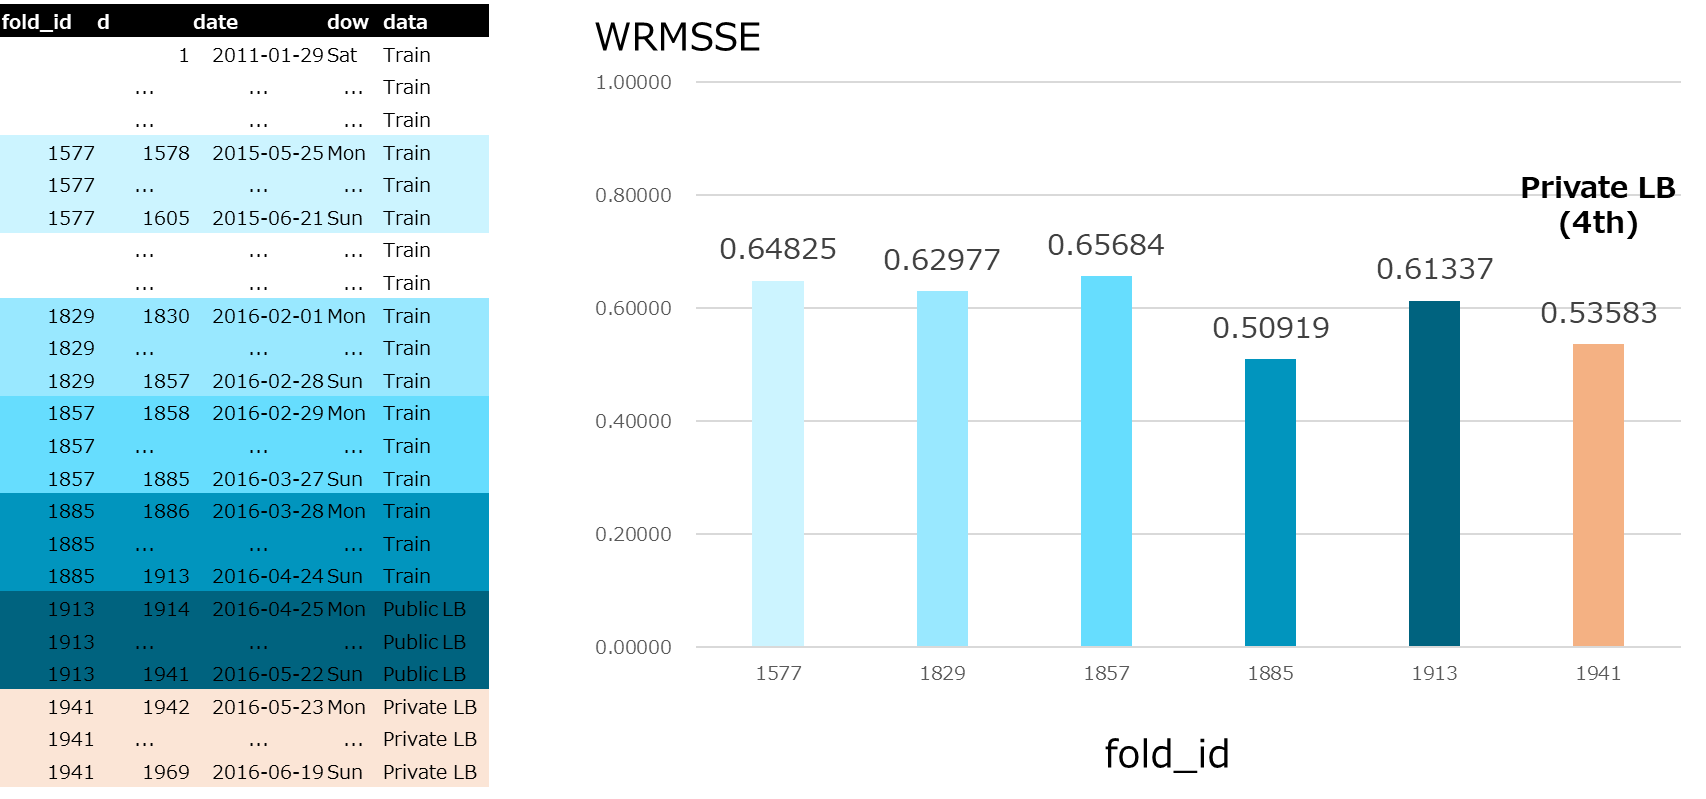 fold_id d date dow data
1 2011-01-29 Sat Train
... ... ... Train
... ... ... Train
1577 1578 2015-05-25 Mon Train
1577 ... ... ... Train
1577 1605 2015-06-21 Sun Train
... ... ... Train
... ... ... Train
1829 1830 2016-02-01 Mon Train
1829 ... ... ... Train
1829 1857 2016-02-28 Sun Train
1857 1858 2016-02-29 Mon Train
1857 ... ... ... Train
1857 1885 2016-03-27 Sun Train
1885 1886 2016-03-28 Mon Train
1885 ... ... ... Train
1885 1913 2016-04-24 Sun Train
1913 1914 2016-04-25 Mon Public LB
1913 ... ... ... Public LB
1913 1941 2016-05-22 Sun Public LB
1941 1942 2016-05-23 Mon Private LB
1941 ... ... ... Private LB
1941 1969 2016-06-19 Sun Private LB
WRMSSE
1.00000
0.80000
0.60000
0.40000
0.20000
0.00000
Private LB
(4th)
0.64825
0.62977
0.65684
0.50919
0.61337
0.53583
1577 1829 1857 1885 1913 1941
fold_id